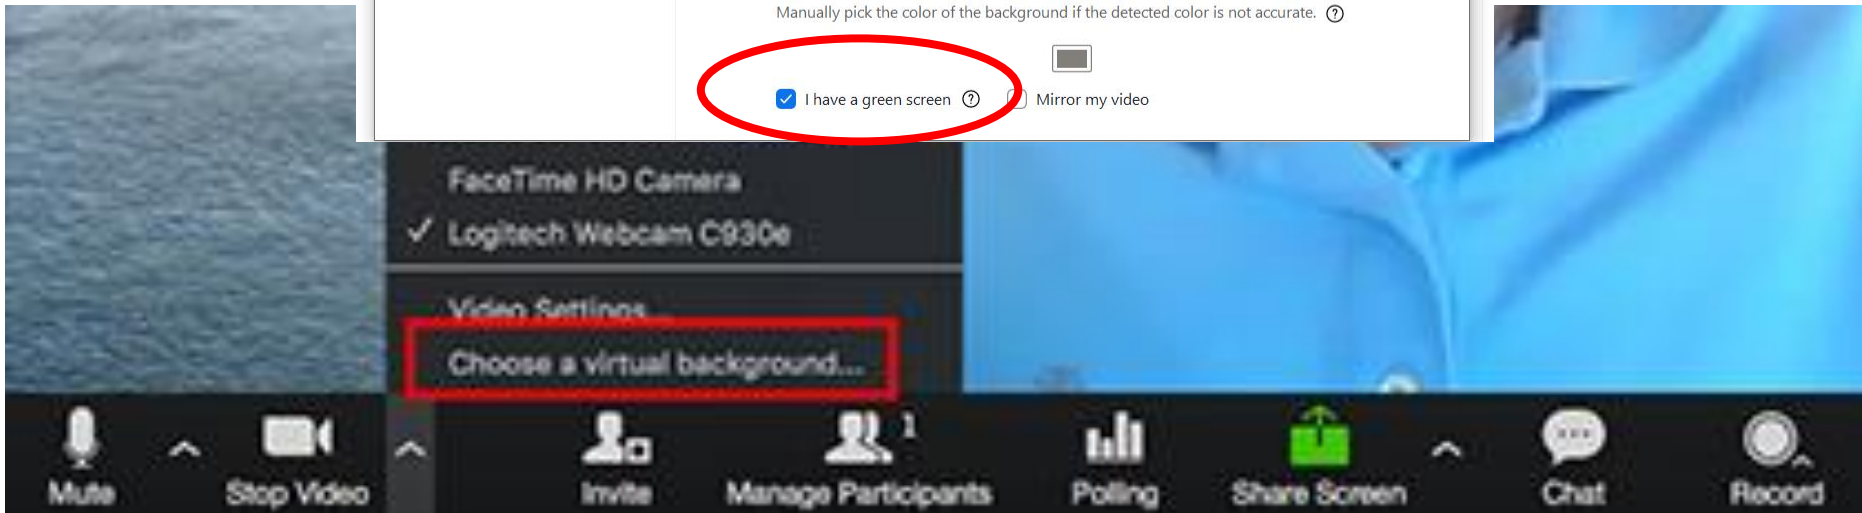 Manually pick the color of the background if the detected color is not accurate.
I have a green screen
Mirror my video
FaceTime HD Camera
Logitech Webcam C930e
Video Settings...
Choose a virtual background...
1
Mute
Stop Video
Invite
Manage Participants
Polling
Share Screen
Chat
Record